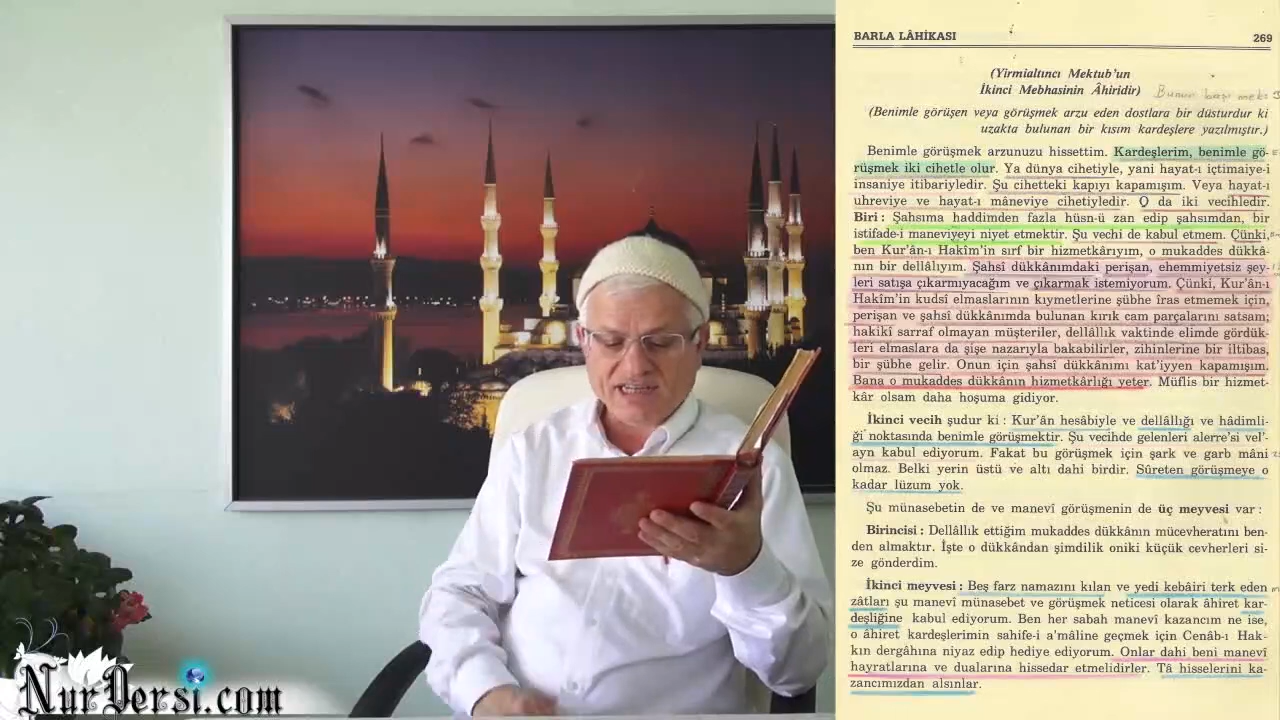 BARLA LÂHİKASI 269
(Yirmialtıncı Mektub'un
İkinci Mebhasinin Âhiridir)
(Benimle görüşen veya görüşmek arzu eden dostlara bir düsturdur ki
uzakta bulunan bir kısım kardeşlere yazılmıştır.)
Benimle görüşmek arzunuzu hissettim. Kardeşlerim, benimle gö-
rüşmek iki cihetle olur. Ya dünya cihetiyle, yani hayat-ı içtimaiye-i
insaniye itibariyledir. Şu cihetteki kapıyı kapamışım. Veya hayat-ı
uhreviye ve hayat-ı mâneviye cihetiyledir. O da iki vecihledir.
Biri : Şahsıma haddimden fazla hüsn-ü zan edip şahsımdan, bir
istifade-i maneviyeyi niyet etmektir. Şu vechi de kabul etmem. Çünki,
ben Kur'ân-ı Hakîm'in sırf bir hizmetkârıyım, o mukaddes dükkâ-
nın bir dellâlıyım. Şahsî dükkânımdaki perişan, ehemmiyetsiz şey-
leri satışa çıkarmıyacağım ve çıkarmak istemiyorum. Çünki, Kur'ân-ı
Hakîm'in kudsî elmaslarının kıymetlerine şübhe îras etmemek için,
perişan ve şahsî dükkânımda bulunan kırık cam parçalarını satsam;
hakikî sarraf olmayan müşteriler, dellâllık vaktinde elimde gördük-
leri elmaslara da şişe nazarıyla bakabilirler, zihinlerine bir iltibas,
bir şübhe gelir. Onun için şahsî dükkânımı kat'iyyen kapamışım.
Bana o mukaddes dükkânın hizmetkârlığı yeter. Müflis bir hizmet-
kâr olsam daha hoşuma gidiyor.
İkinci vecih şudur ki : Kur'ân hesâbiyle ve dellâllığı ve hâdimli-
ği noktasında benimle görüşmektir. Şu vecihde gelenleri alerre'si vel'-
ayn kabul ediyorum. Fakat bu görüşmek için şark ve garb mâni
olmaz. Belki yerin üstü ve altı dahi birdir. Sûreten görüşmeye o
kadar lüzum yok.
Şu münasebetin de ve manevî görüşmenin de üç meyvesi var :
Birincisi : Dellâllık ettiğim mukaddes dükkânın mücevheratını ben-
den almaktır. İşte o dükkândan şimdilik oniki küçük cevherleri si-
ze gönderdim.
İkinci meyvesi : Beş farz namazını kılan ve yedi kebâiri terk eden
zâtları şu manevî münasebet ve görüşmek neticesi olarak âhiret kar-
deşliğine kabul ediyorum. Ben her sabah manevî kazancım ne ise,
o âhiret kardeşlerimin sahife-i a'mâline geçmek için Cenâb-ı Hak-
kın dergâhına niyaz edip hediye ediyorum. Onlar dahi beni manevî
hayratlarına ve dualarına hissedar etmelidirler. Tâ hisselerini ka-
zancımızdan alsınlar.
NurDersi.com